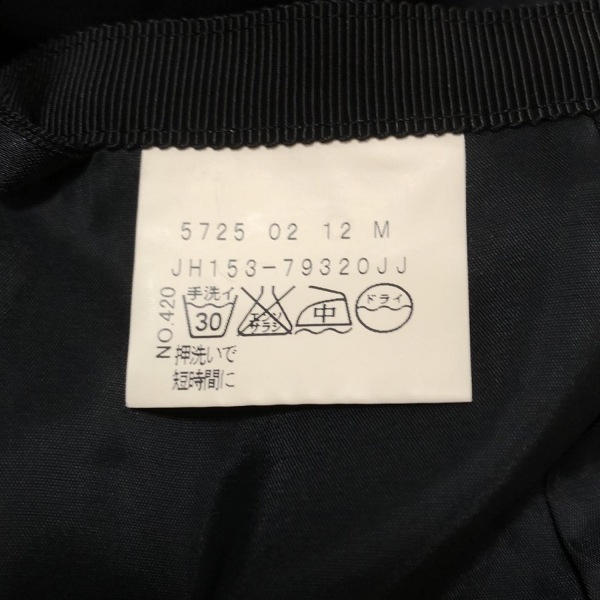 5725 02 12 M
JH153-79320JJ
NO.420
手洗イ
30
エンソ
サラシ
中
ドライ
押洗いで
短時間に